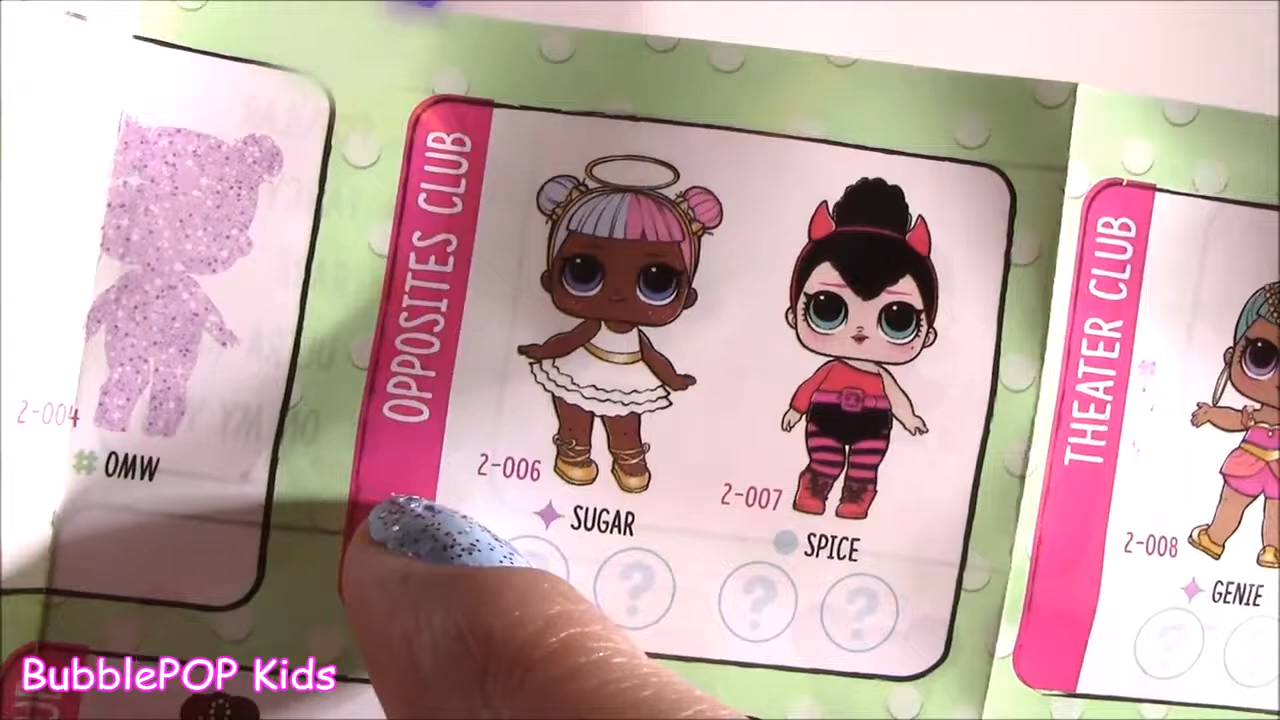 2-004
# OMW
OPPOSITES CLUB
2-006
SUGAR
2-007
SPICE
? ? ?
THEATER CLUB
2-008
GENIE
BubblePOP Kids